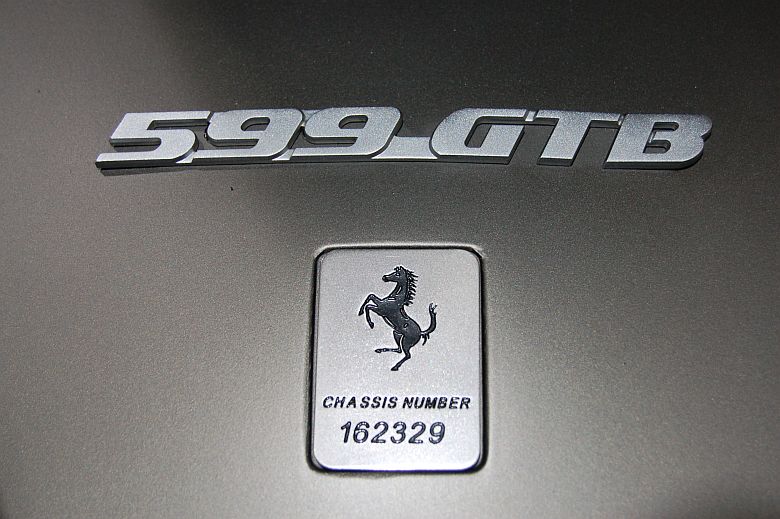 599 GTB
CHASSIS NUMBER
162329